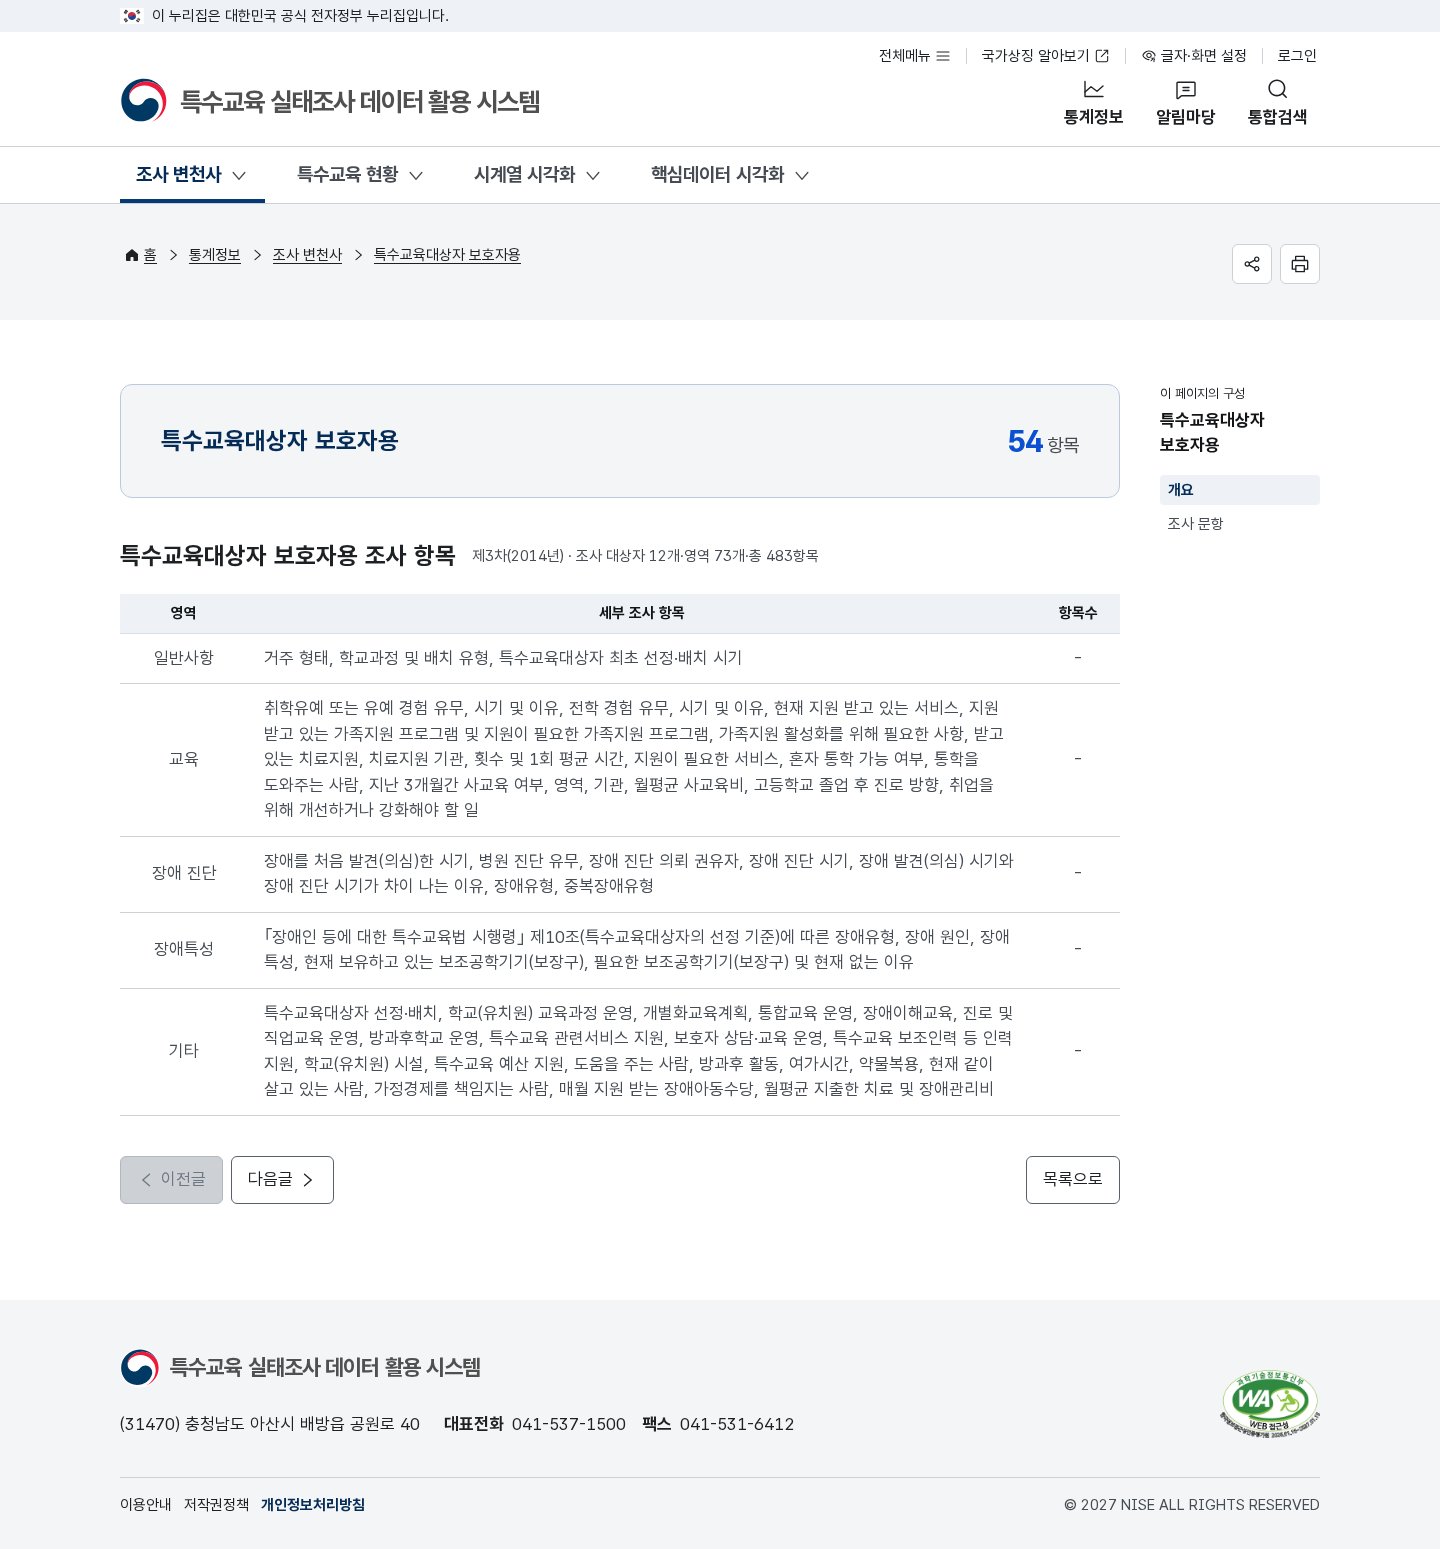 이 누리집은 대한민국 공식 전자정부 누리집입니다.
전체메뉴
국가상징 알아보기
글자·화면 설정
로그인
특수교육 실태조사 데이터 활용 시스템
통계정보
알림마당
통합검색
조사 변천사
특수교육 현황
시계열 시각화
핵심데이터 시각화
홈
통계정보
조사 변천사
특수교육대상자 보호자용
특수교육대상자 보호자용
54 항목
이 페이지의 구성
특수교육대상자
보호자용
개요
조사 문항
특수교육대상자 보호자용 조사 항목
제3차(2014년) · 조사 대상자 12개·영역 73개·총 483항목
영역 세부 조사 항목 항목수
일반사항
거주 형태, 학교과정 및 배치 유형, 특수교육대상자 최초 선정·배치 시기
-
교육
취학유예 또는 유예 경험 유무, 시기 및 이유, 전학 경험 유무, 시기 및 이유, 현재 지원 받고 있는 서비스, 지원
받고 있는 가족지원 프로그램 및 지원이 필요한 가족지원 프로그램, 가족지원 활성화를 위해 필요한 사항, 받고
있는 치료지원, 치료지원 기관, 횟수 및 1회 평균 시간, 지원이 필요한 서비스, 혼자 통학 가능 여부, 통학을
도와주는 사람, 지난 3개월간 사교육 여부, 영역, 기관, 월평균 사교육비, 고등학교 졸업 후 진로 방향, 취업을
위해 개선하거나 강화해야 할 일
-
장애 진단
장애를 처음 발견(의심)한 시기, 병원 진단 유무, 장애 진단 의뢰 권유자, 장애 진단 시기, 장애 발견(의심) 시기와
장애 진단 시기가 차이 나는 이유, 장애유형, 중복장애유형
-
장애특성
「장애인 등에 대한 특수교육법 시행령」 제10조(특수교육대상자의 선정 기준)에 따른 장애유형, 장애 원인, 장애
특성, 현재 보유하고 있는 보조공학기기(보장구), 필요한 보조공학기기(보장구) 및 현재 없는 이유
-
기타
특수교육대상자 선정·배치, 학교(유치원) 교육과정 운영, 개별화교육계획, 통합교육 운영, 장애이해교육, 진로 및
직업교육 운영, 방과후학교 운영, 특수교육 관련서비스 지원, 보호자 상담·교육 운영, 특수교육 보조인력 등 인력
지원, 학교(유치원) 시설, 특수교육 예산 지원, 도움을 주는 사람, 방과후 활동, 여가시간, 약물복용, 현재 같이
살고 있는 사람, 가정경제를 책임지는 사람, 매월 지원 받는 장애아동수당, 월평균 지출한 치료 및 장애관리비
-
이전글
다음글
목록으로
특수교육 실태조사 데이터 활용 시스템
(31470) 충청남도 아산시 배방읍 공원로 40 대표전화 041-537-1500 팩스 041-531-6412
과학기술정보통신부
WA
WEB 접근성
이용안내 저작권정책 개인정보처리방침
© 2027 NISE ALL RIGHTS RESERVED